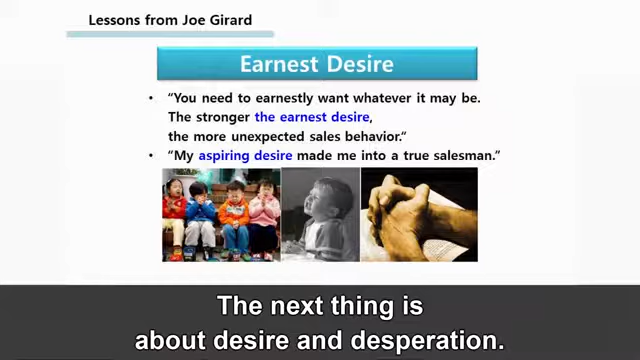 Lessons from Joe Girard
Earnest Desire
• "You need to earnestly want whatever it may be.
The stronger the earnest desire,
the more unexpected sales behavior."
• "My aspiring desire made me into a true salesman."
The next thing is
about desire and desperation.